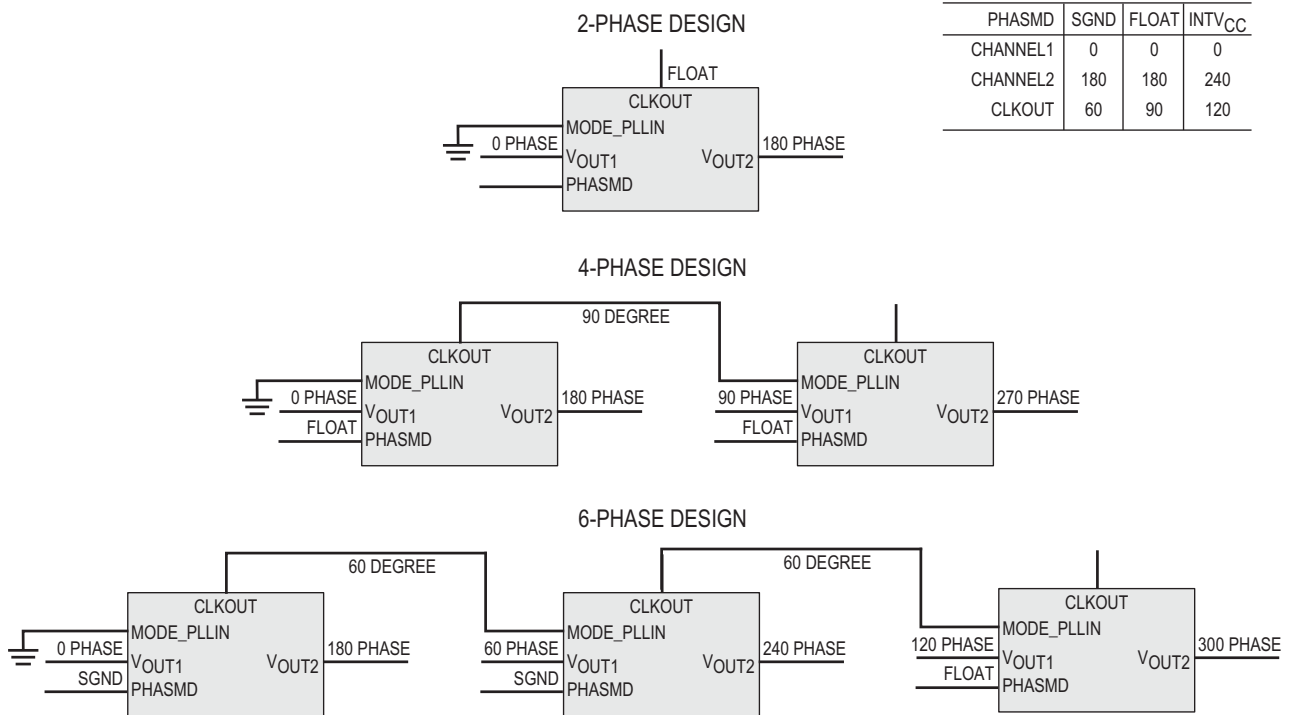 2-PHASE DESIGN
FLOAT
CLKOUT
MODE_PLLIN
0 PHASE
VOUT1
VOUT2
180 PHASE
PHASMD
PHASMD SGND FLOAT INTVCC
CHANNEL1 0 0 0
CHANNEL2 180 180 240
CLKOUT 60 90 120
4-PHASE DESIGN
90 DEGREE
CLKOUT
MODE_PLLIN
0 PHASE
VOUT1
VOUT2
180 PHASE
FLOAT
PHASMD
CLKOUT
MODE_PLLIN
90 PHASE
VOUT1
VOUT2
270 PHASE
FLOAT
PHASMD
6-PHASE DESIGN
60 DEGREE
60 DEGREE
CLKOUT
MODE_PLLIN
0 PHASE
VOUT1
VOUT2
180 PHASE
SGND
PHASMD
CLKOUT
MODE_PLLIN
60 PHASE
VOUT1
VOUT2
240 PHASE
SGND
PHASMD
CLKOUT
MODE_PLLIN
120 PHASE
VOUT1
VOUT2
300 PHASE
FLOAT
PHASMD